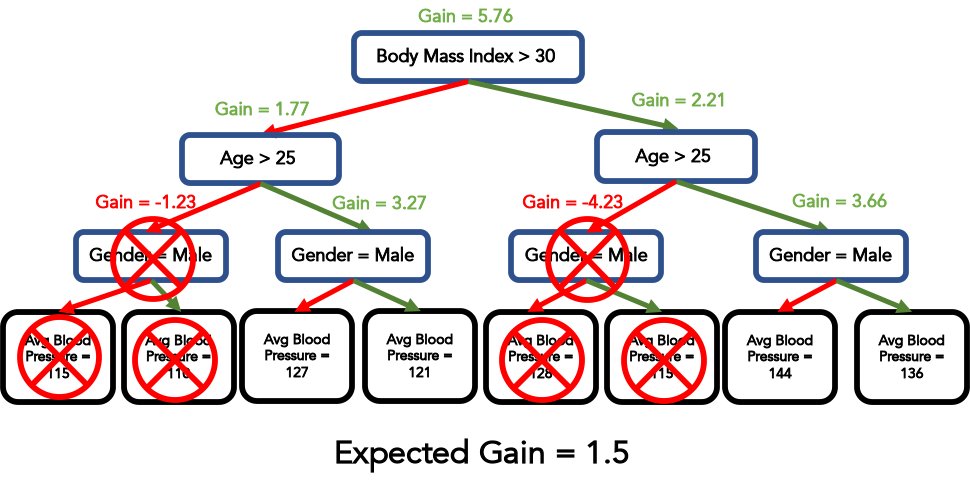 Gain = 5.76
Body Mass Index > 30
Gain = 1.77
Gain = 2.21
Age > 25
Age > 25
Gain = -1.23
Gain = 3.27
Gain = -4.23
Gain = 3.66
Gender = Male
Gender = Male
Gender = Male
Gender = Male
Avg Blood
Pressure =
115
Avg Blood
Pressure =
Avg Blood
Pressure =
127
Avg Blood
Pressure =
121
Avg Blood
Pressure =
128
Avg Blood
Pressure =
115
Avg Blood
Pressure =
144
Avg Blood
Pressure =
136
Expected Gain = 1.5